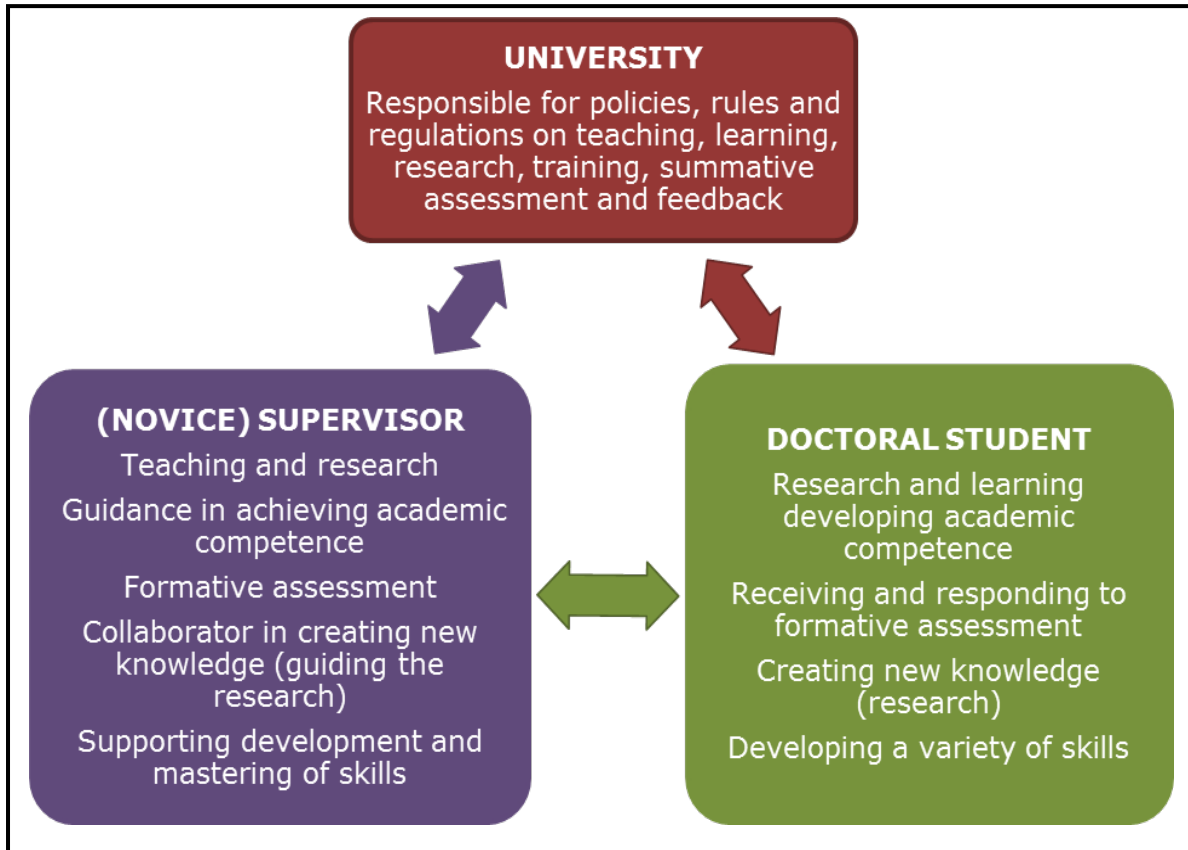 UNIVERSITY
Responsible for policies, rules and
regulations on teaching, learning,
research, training, summative
assessment and feedback
(NOVICE) SUPERVISOR
Teaching and research
Guidance in achieving academic
competence
Formative assessment
Collaborator in creating new
knowledge (guiding the
research)
Supporting development and
mastering of skills
DOCTORAL STUDENT
Research and learning
developing academic
competence
Receiving and responding to
formative assessment
Creating new knowledge
(research)
Developing a variety of skills